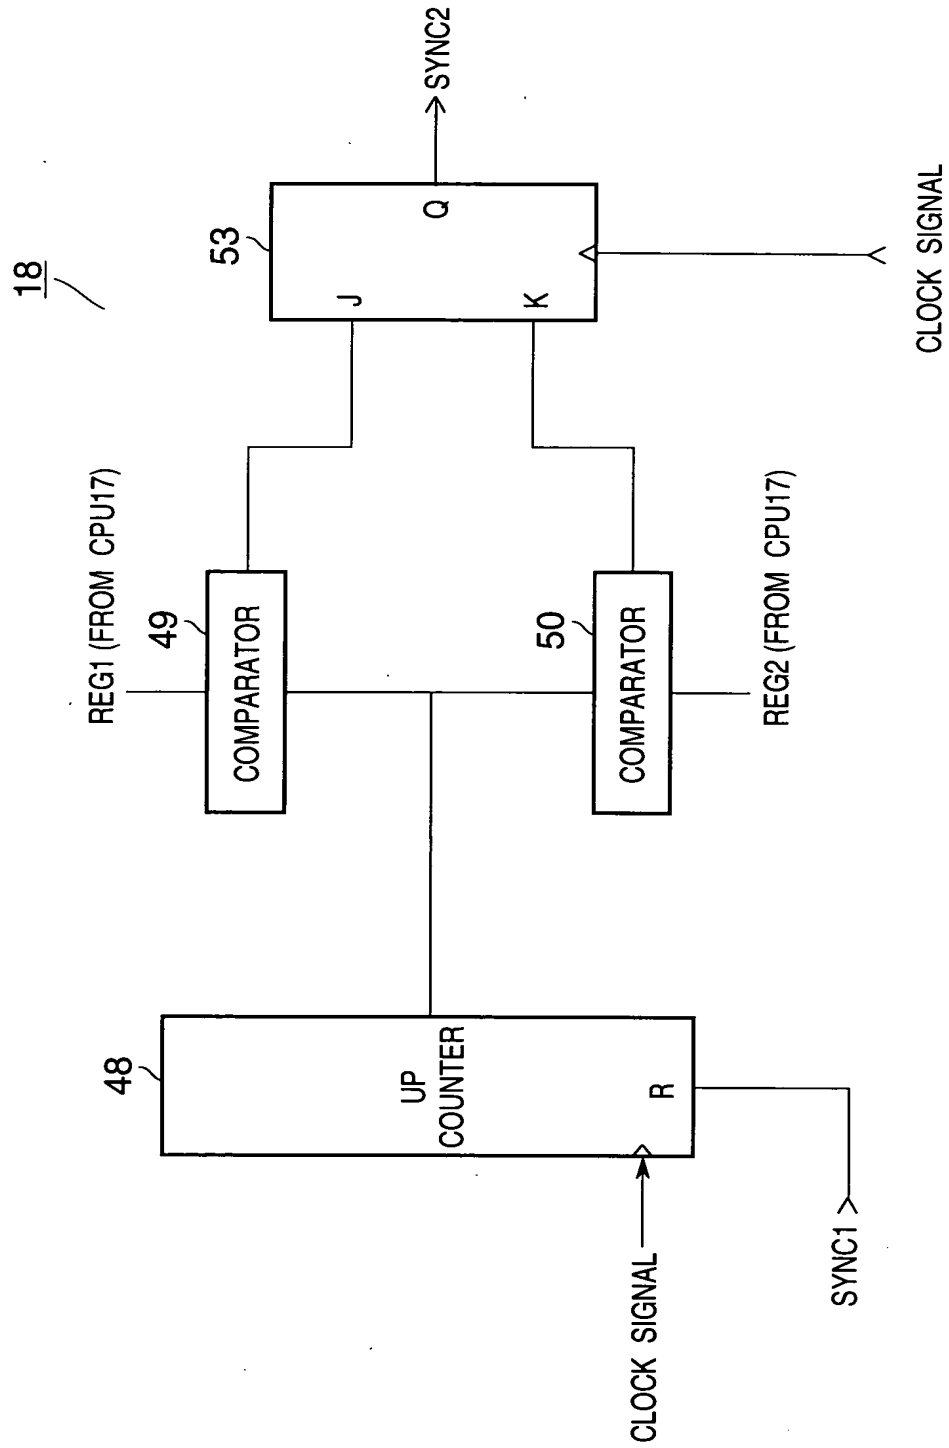 18
48
UP
COUNTER
R
CLOCK SIGNAL
SYNC1
REG1 (FROM CPU17)
49
COMPARATOR
50
COMPARATOR
REG2 (FROM CPU17)
53
J
K
Q
SYNC2
CLOCK SIGNAL